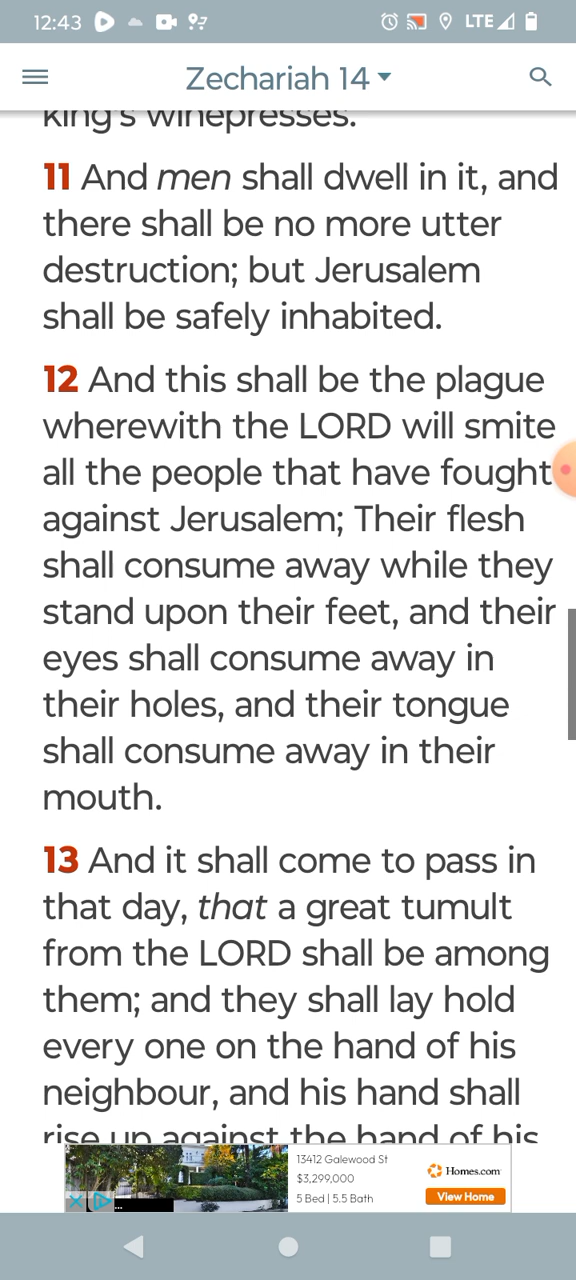 12:43
LTE
Zechariah 14
king's winepresses.
11 And men shall dwell in it, and
there shall be no more utter
destruction; but Jerusalem
shall be safely inhabited.
12 And this shall be the plague
wherewith the LORD will smite
all the people that have fought
against Jerusalem; Their flesh
shall consume away while they
stand upon their feet, and their
eyes shall consume away in
their holes, and their tongue
shall consume away in their
mouth.
13 And it shall come to pass in
that day, that a great tumult
from the LORD shall be among
them; and they shall lay hold
every one on the hand of his
neighbour, and his hand shall
rise up against the hand of his
...
13412 Galewood St
$3,299,000
5 Bed | 5.5 Bath
Homes.com
View Home